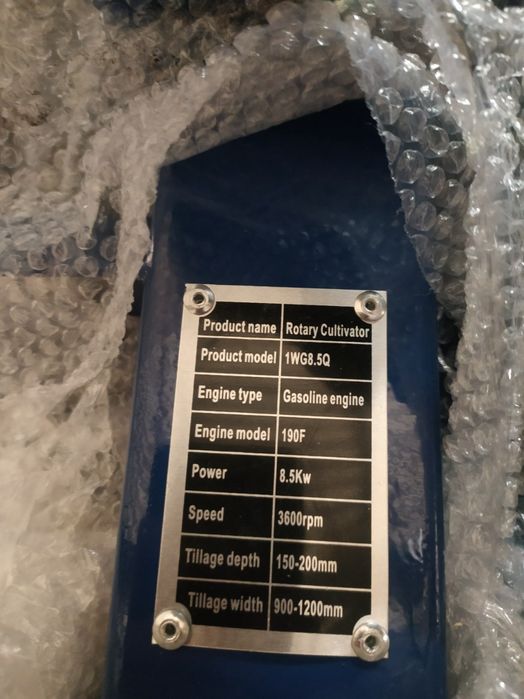 Product name Rotary Cultivator
Product model 1WG8.5Q
Engine type Gasoline engine
Engine model 190F
Power 8.5Kw
Speed 3600rpm
Tillage depth 150-200mm
Tillage width 900-1200mm